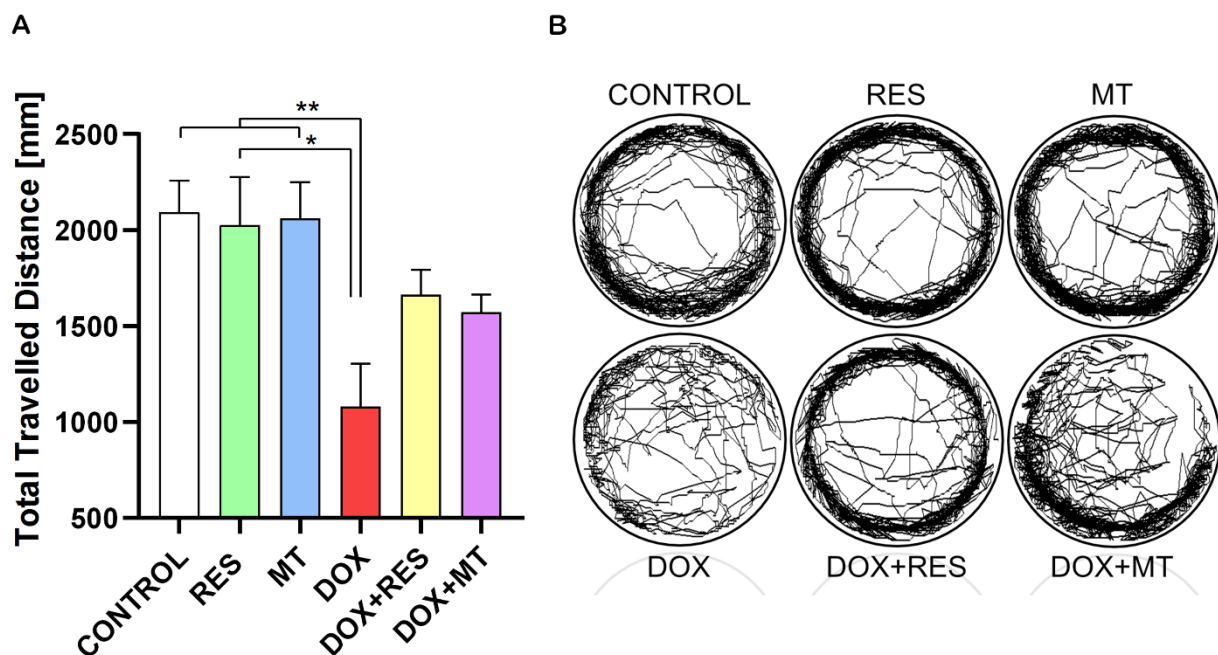 A
B
Total Travelled Distance [mm]
2500
2000
1500
1000
500
**
*
CONTROL
RES
MT
DOX
DOX+RES
DOX+MT
CONTROL
RES
MT
DOX
DOX+RES
DOX+MT